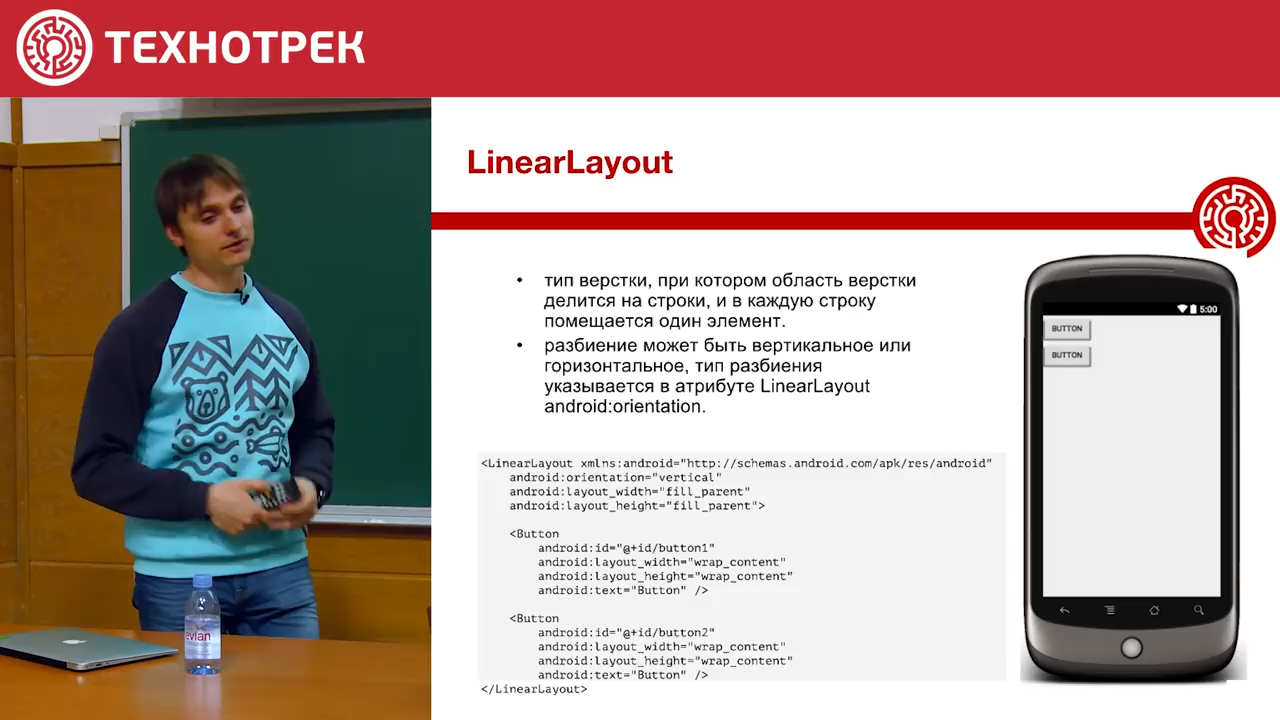 ТЕХНОТРЕК
LinearLayout
• тип верстки, при котором область верстки
делится на строки, и в каждую строку
помещается один элемент.
• разбиение может быть вертикальное или
горизонтальное, тип разбиения
указывается в атрибуте LinearLayout
android:orientation.
<LinearLayout xmlns:android="http://schemas.android.com/apk/res/android"
    android:orientation="vertical"
    android:layout_width="fill_parent"
    android:layout_height="fill_parent">
    <Button
        android:id="@+id/button1"
        android:layout_width="wrap_content"
        android:layout_height="wrap_content"
        android:text="Button" />
    <Button
        android:id="@+id/button2"
        android:layout_width="wrap_content"
        android:layout_height="wrap_content"
        android:text="Button" />
</LinearLayout>
5:00
BUTTON
BUTTON
evian